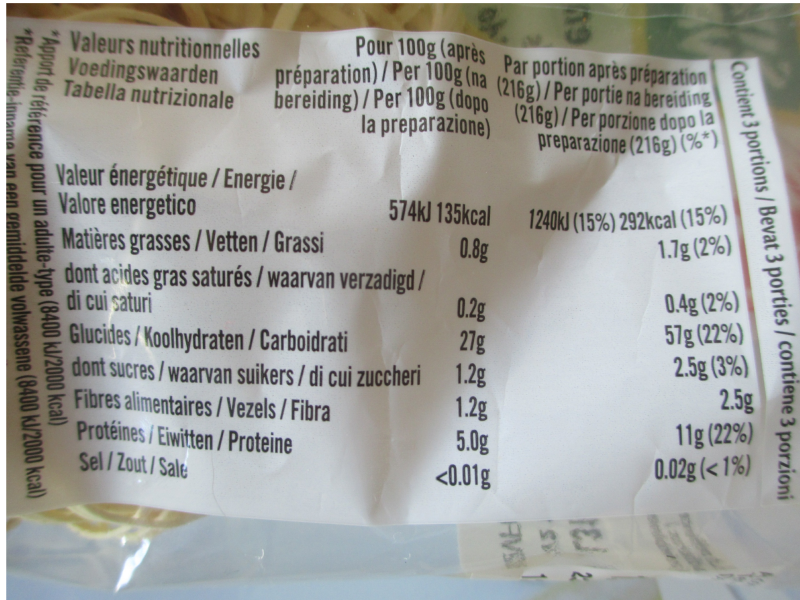 Valeurs nutritionnelles
Voedingswaarden
Tabella nutrizionale
Pour 100g (après
préparation) / Per 100g (na
bereiding) / Per 100g (dopo
la preparazione)
Par portion après préparation
(216g) / Per portie na bereiding
(216g) / Per porzione dopo la
preparazione (216g) (%*)
Valeur énergétique / Energie /
Valore energetico 574kJ 135kcal 1240kJ (15%) 292kcal (15%)
Matières grasses / Vetten / Grassi 0.8g 1.7g (2%)
dont acides gras saturés / waarvan verzadigd /
di cui saturi 0.2g 0.4g (2%)
Glucides / Koolhydraten / Carboidrati 27g 57g (22%)
dont sucres / waarvan suikers / di cui zuccheri 1.2g 2.5g (3%)
Fibres alimentaires / Vezels / Fibra 1.2g 2.5g
Protéines / Eiwitten / Proteine 5.0g 11g (22%)
Sel / Zout / Sale <0.01g 0.02g (< 1%)
Contient 3 portions / Bevat 3 porties / contiene 3 porzioni
*Apport de référence pour un adulte-type (8400 kJ/2000 kcal)
*Referentie-inname van een gemiddelde volwassene (8400 kJ/2000 kcal)